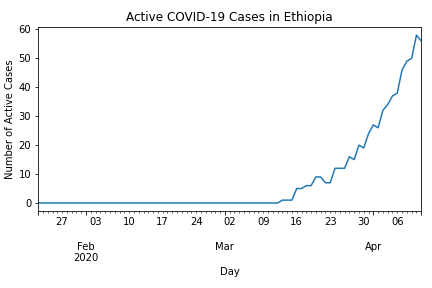 Active COVID-19 Cases in Ethiopia
Number of Active Cases
60
50
40
30
20
10
0
27 03 10 17 24 02 09 16 23 30 06
Feb Mar Apr
2020
Day